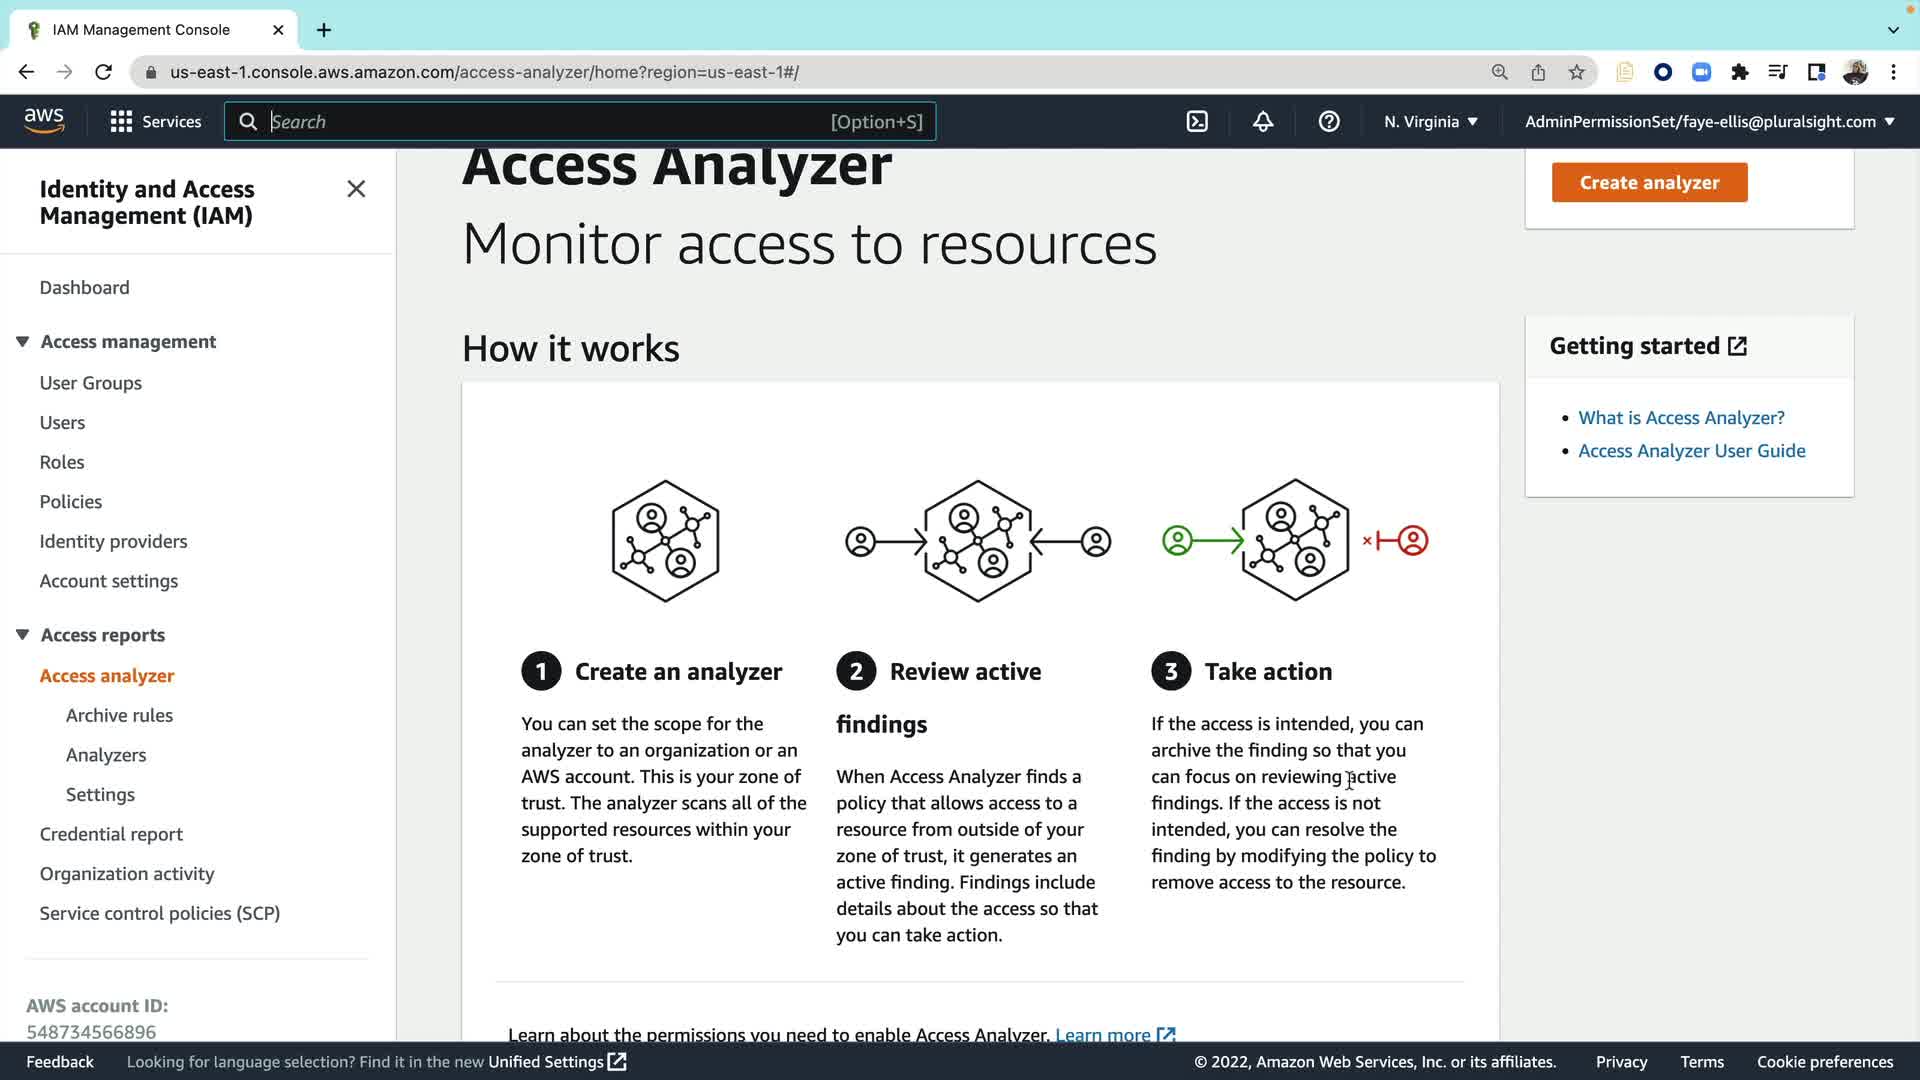 IAM Management Console
us-east-1.console.aws.amazon.com/access-analyzer/home?region=us-east-1#/
aws
Services
Search
[Option+S]
N. Virginia
AdminPermissionSet/faye-ellis@pluralsight.com
Identity and Access
Management (IAM)
Dashboard
Access management
User Groups
Users
Roles
Policies
Identity providers
Account settings
Access reports
Access analyzer
Archive rules
Analyzers
Settings
Credential report
Organization activity
Service control policies (SCP)
AWS account ID:
548734566896
Access Analyzer
Monitor access to resources
How it works
1 Create an analyzer
You can set the scope for the
analyzer to an organization or an
AWS account. This is your zone of
trust. The analyzer scans all of the
supported resources within your
zone of trust.
2 Review active
findings
When Access Analyzer finds a
policy that allows access to a
resource from outside of your
zone of trust, it generates an
active finding. Findings include
details about the access so that
you can take action.
3 Take action
If the access is intended, you can
archive the finding so that you
can focus on reviewing active
findings. If the access is not
intended, you can resolve the
finding by modifying the policy to
remove access to the resource.
Learn about the permissions you need to enable Access Analyzer. Learn more
Create analyzer
Getting started
• What is Access Analyzer?
• Access Analyzer User Guide
Feedback
Looking for language selection? Find it in the new Unified Settings
© 2022, Amazon Web Services, Inc. or its affiliates.
Privacy
Terms
Cookie preferences